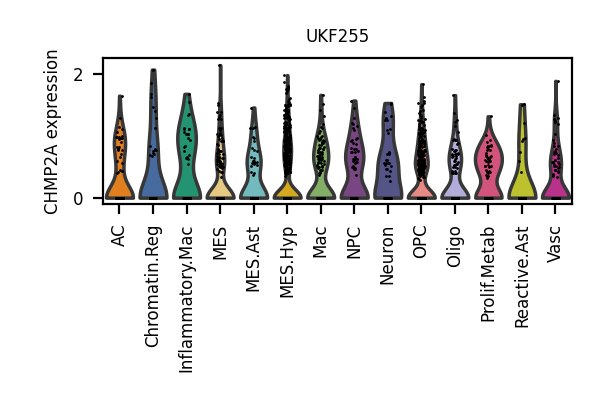 UKF255
CHMP2A expression
2
0
AC
Chromatin.Reg
Inflammatory.Mac
MES
MES.Ast
MES.Hyp
Mac
NPC
Neuron
OPC
Oligo
Prolif.Metab
Reactive.Ast
Vasc